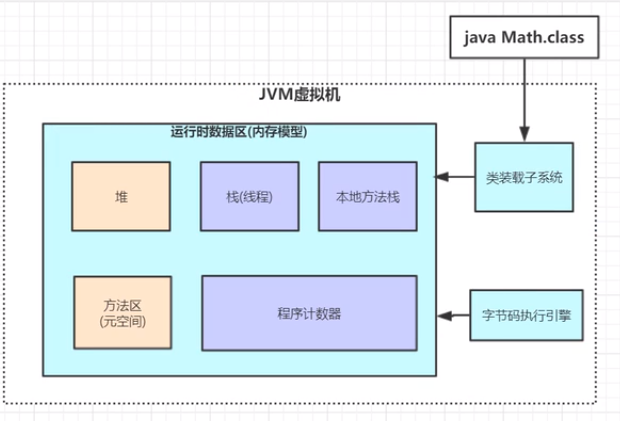 java Math.class
JVM虚拟机
运行时数据区(内存模型)
堆
栈(线程)
本地方法栈
类装载子系统
方法区
(元空间)
程序计数器
字节码执行引擎